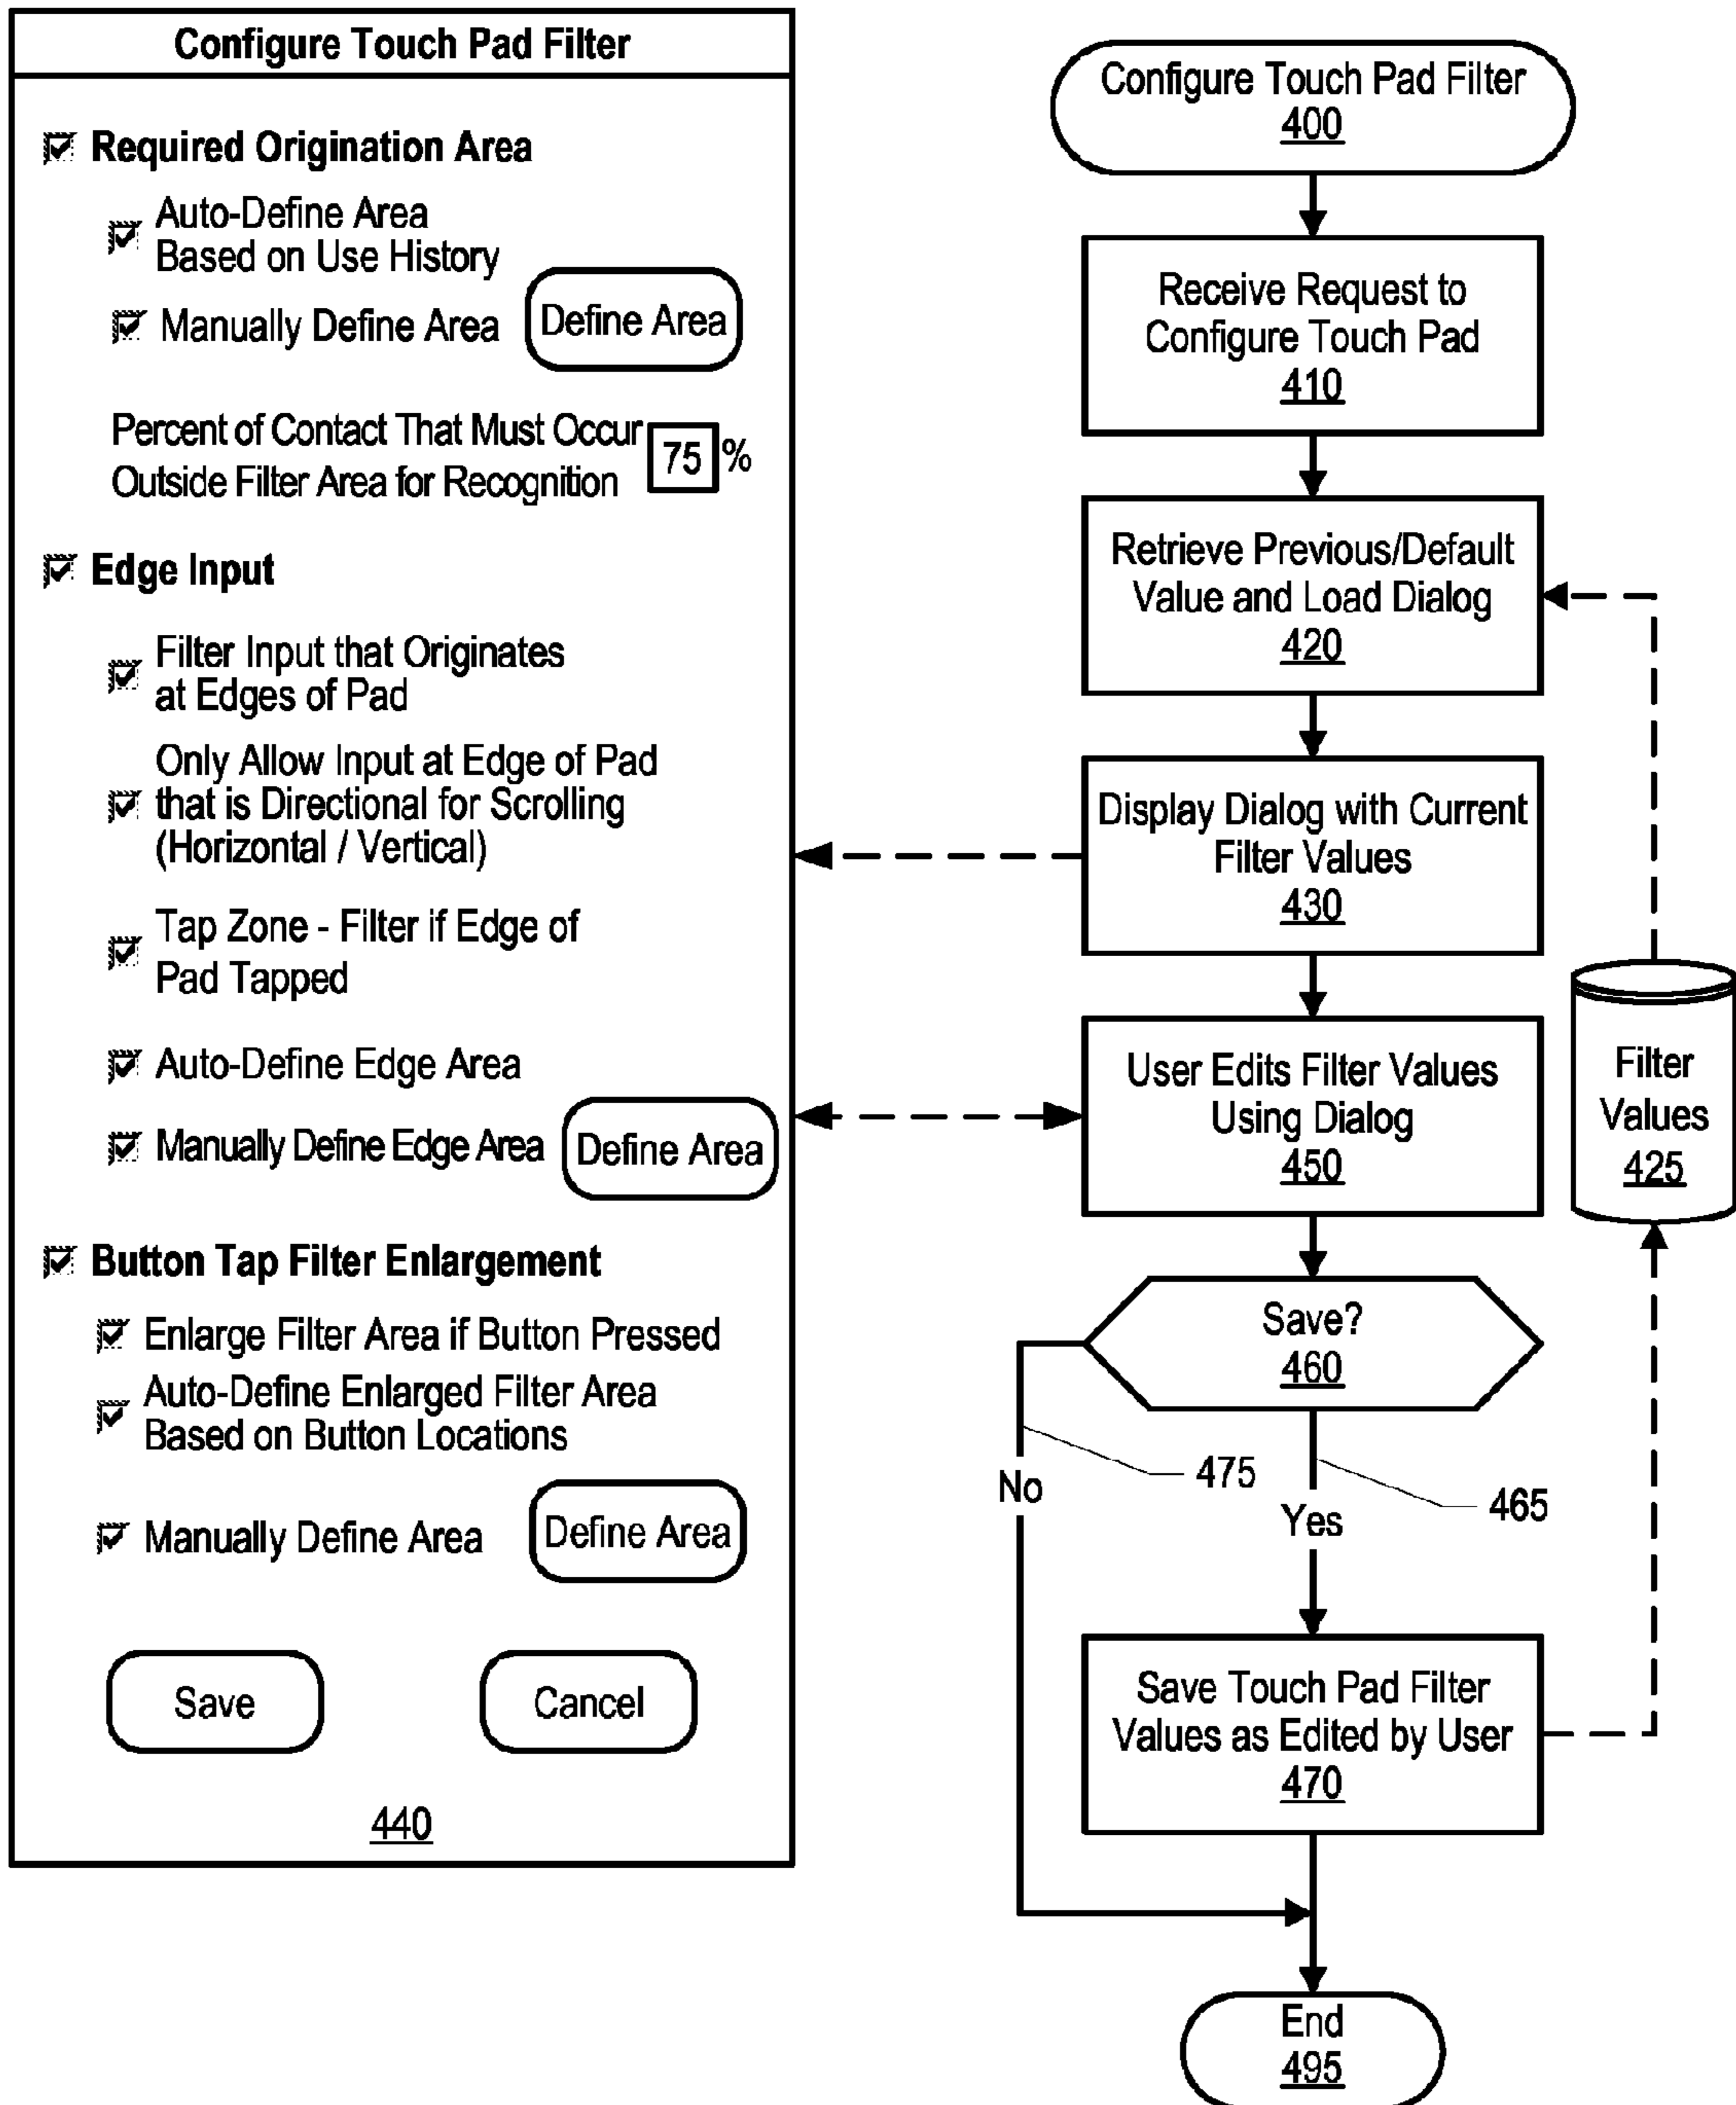 Configure Touch Pad Filter
Required Origination Area
Auto-Define Area
Based on Use History
Manually Define Area
Define Area
Percent of Contact That Must Occur
Outside Filter Area for Recognition
75 %
Edge Input
Filter Input that Originates
at Edges of Pad
Only Allow Input at Edge of Pad
that is Directional for Scrolling
(Horizontal / Vertical)
Tap Zone - Filter if Edge of
Pad Tapped
Auto-Define Edge Area
Manually Define Edge Area
Define Area
Button Tap Filter Enlargement
Enlarge Filter Area if Button Pressed
Auto-Define Enlarged Filter Area
Based on Button Locations
Manually Define Area
Define Area
Save
Cancel
440
Configure Touch Pad Filter
400
Receive Request to
Configure Touch Pad
410
Retrieve Previous/Default
Value and Load Dialog
420
Display Dialog with Current
Filter Values
430
User Edits Filter Values
Using Dialog
450
Filter
Values
425
Save?
460
No
475
Yes
465
Save Touch Pad Filter
Values as Edited by User
470
End
495